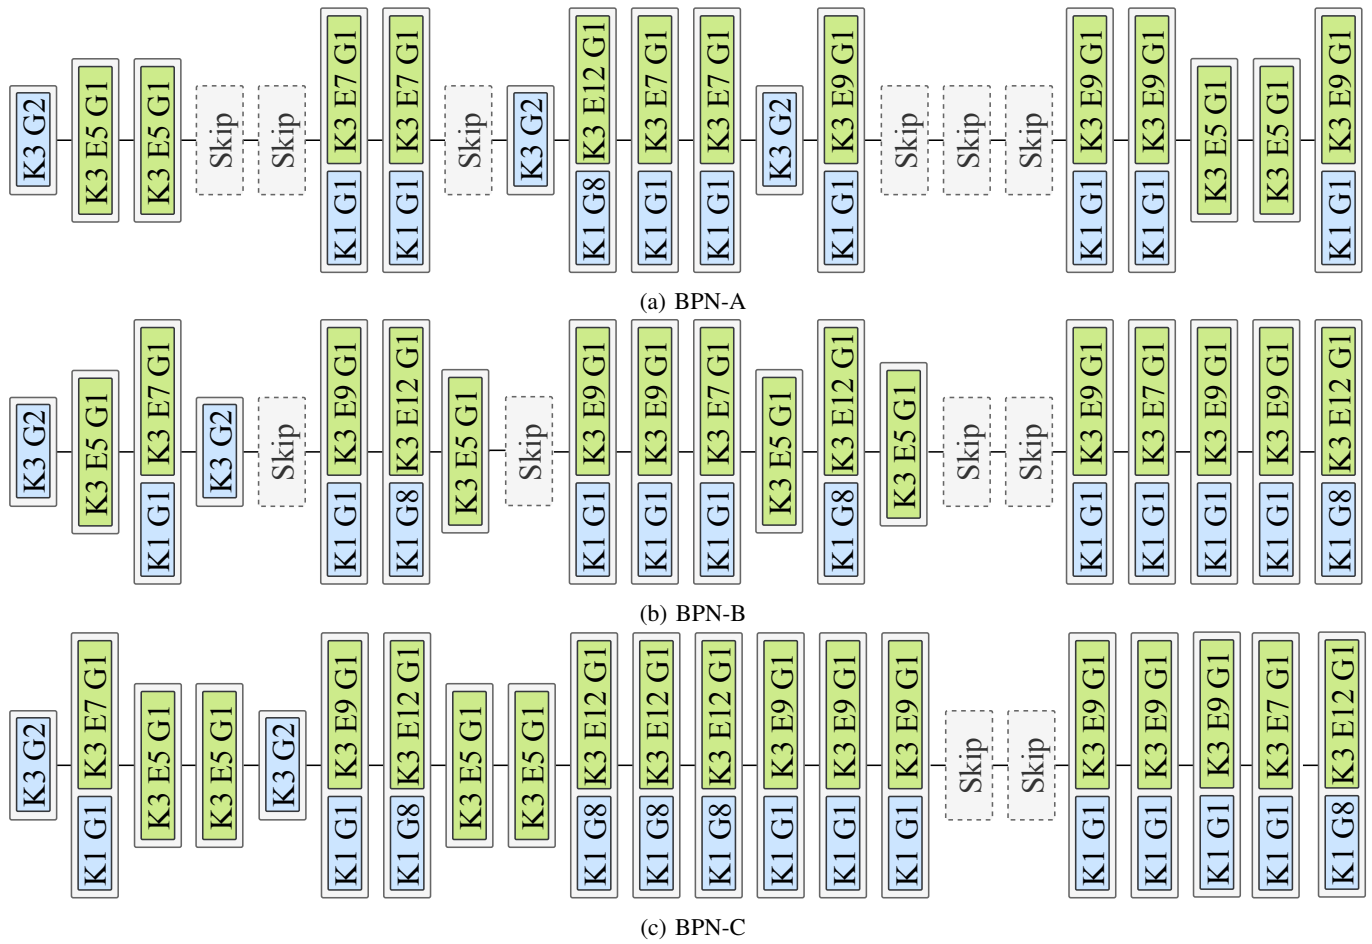 K3 G2
K3 E5 G1
K3 E5 G1
Skip
Skip
K3 E7 G1
K1 G1
K3 E7 G1
K1 G1
Skip
K3 G2
K3 E12 G1
K1 G8
K3 E7 G1
K1 G1
K3 E7 G1
K1 G1
K3 G2
K3 E9 G1
K1 G1
Skip
Skip
Skip
K3 E9 G1
K1 G1
K3 E9 G1
K1 G1
K3 E5 G1
K3 E5 G1
K3 E9 G1
K1 G1
(a) BPN-A
K3 G2
K3 E5 G1
K3 E7 G1
K1 G1
K3 G2
Skip
K3 E9 G1
K1 G1
K3 E12 G1
K1 G8
K3 E5 G1
Skip
K3 E9 G1
K1 G1
K3 E9 G1
K1 G1
K3 E7 G1
K1 G1
K3 E5 G1
K3 E12 G1
K1 G8
K3 E5 G1
Skip
Skip
K3 E9 G1
K1 G1
K3 E7 G1
K1 G1
K3 E9 G1
K1 G1
K3 E9 G1
K1 G1
K3 E12 G1
K1 G8
(b) BPN-B
K3 G2
K3 E7 G1
K1 G1
K3 E5 G1
K3 E5 G1
K3 G2
K3 E9 G1
K1 G1
K3 E12 G1
K1 G8
K3 E5 G1
K3 E5 G1
K3 E12 G1
K1 G8
K3 E12 G1
K1 G8
K3 E12 G1
K1 G8
K3 E9 G1
K1 G1
K3 E9 G1
K1 G1
K3 E9 G1
K1 G1
Skip
Skip
K3 E9 G1
K1 G1
K3 E9 G1
K1 G1
K3 E9 G1
K1 G1
K3 E7 G1
K1 G1
K3 E12 G1
K1 G8
(c) BPN-C